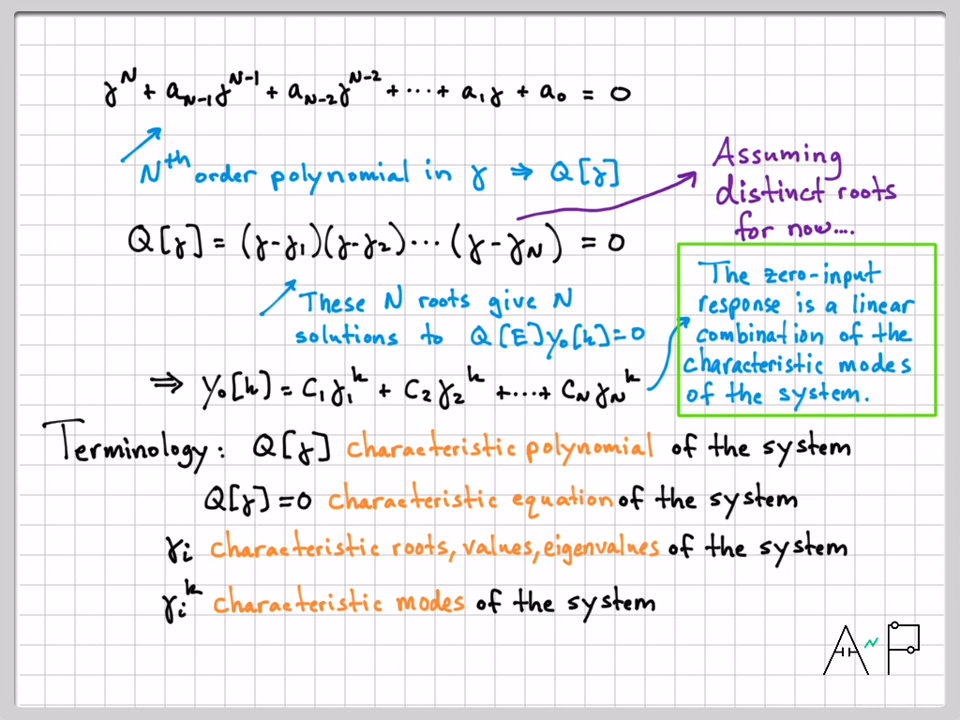 γ^N + a_{N-1}γ^{N-1} + a_{N-2}γ^{N-2} + ... + a_1γ + a_0 = 0
Nth order polynomial in γ ⇒ Q[γ]
Assuming
distinct roots
for now....
Q[γ] = (γ-γ_1)(γ-γ_2)...(γ-γ_N) = 0
These N roots give N
solutions to Q[E]y_0[k]=0
The zero-input
response is a linear
combination of the
characteristic modes
of the system.
⇒ y_0[k] = C_1γ_1^k + C_2γ_2^k +...+ C_Nγ_N^k
Terminology: Q[γ] characteristic polynomial of the system
Q[γ]=0 characteristic equation of the system
γ_i characteristic roots, values, eigenvalues of the system
γ_i^k characteristic modes of the system
A~P